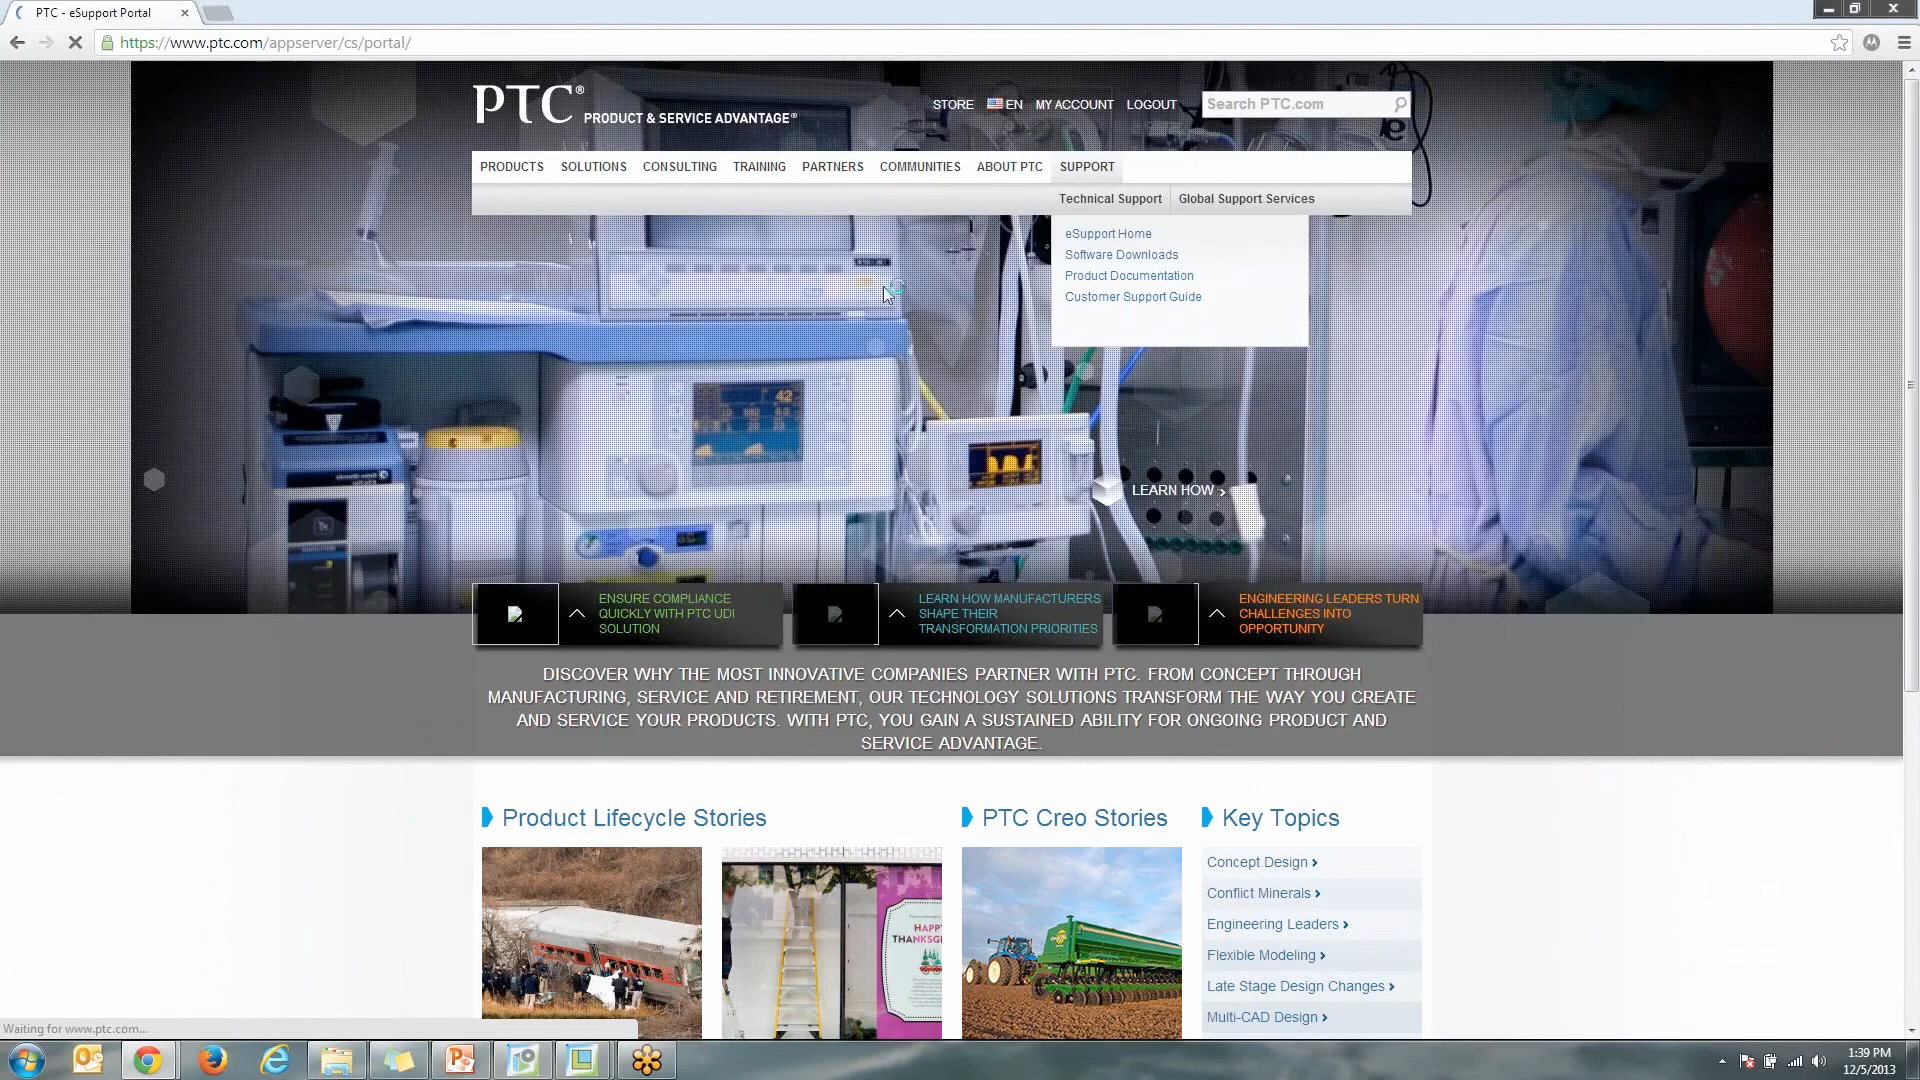 PTC - eSupport Portal
https://www.ptc.com/appserver/cs/portal/
PTC® PRODUCT & SERVICE ADVANTAGE®
STORE EN MY ACCOUNT LOGOUT Search PTC.com
PRODUCTS SOLUTIONS CONSULTING TRAINING PARTNERS COMMUNITIES ABOUT PTC SUPPORT
Technical Support Global Support Services
eSupport Home
Software Downloads
Product Documentation
Customer Support Guide
42
LEARN HOW ›
ENSURE COMPLIANCE
QUICKLY WITH PTC UDI
SOLUTION
LEARN HOW MANUFACTURERS
SHAPE THEIR
TRANSFORMATION PRIORITIES
ENGINEERING LEADERS TURN
CHALLENGES INTO
OPPORTUNITY
DISCOVER WHY THE MOST INNOVATIVE COMPANIES PARTNER WITH PTC. FROM CONCEPT THROUGH
MANUFACTURING, SERVICE AND RETIREMENT, OUR TECHNOLOGY SOLUTIONS TRANSFORM THE WAY YOU CREATE
AND SERVICE YOUR PRODUCTS. WITH PTC, YOU GAIN A SUSTAINED ABILITY FOR ONGOING PRODUCT AND
SERVICE ADVANTAGE.
Product Lifecycle Stories
PTC Creo Stories
Key Topics
HAPPY
Concept Design ›
Conflict Minerals ›
Engineering Leaders ›
Flexible Modeling ›
Late Stage Design Changes ›
Multi-CAD Design ›
Waiting for www.ptc.com...
1:39 PM
12/5/2013